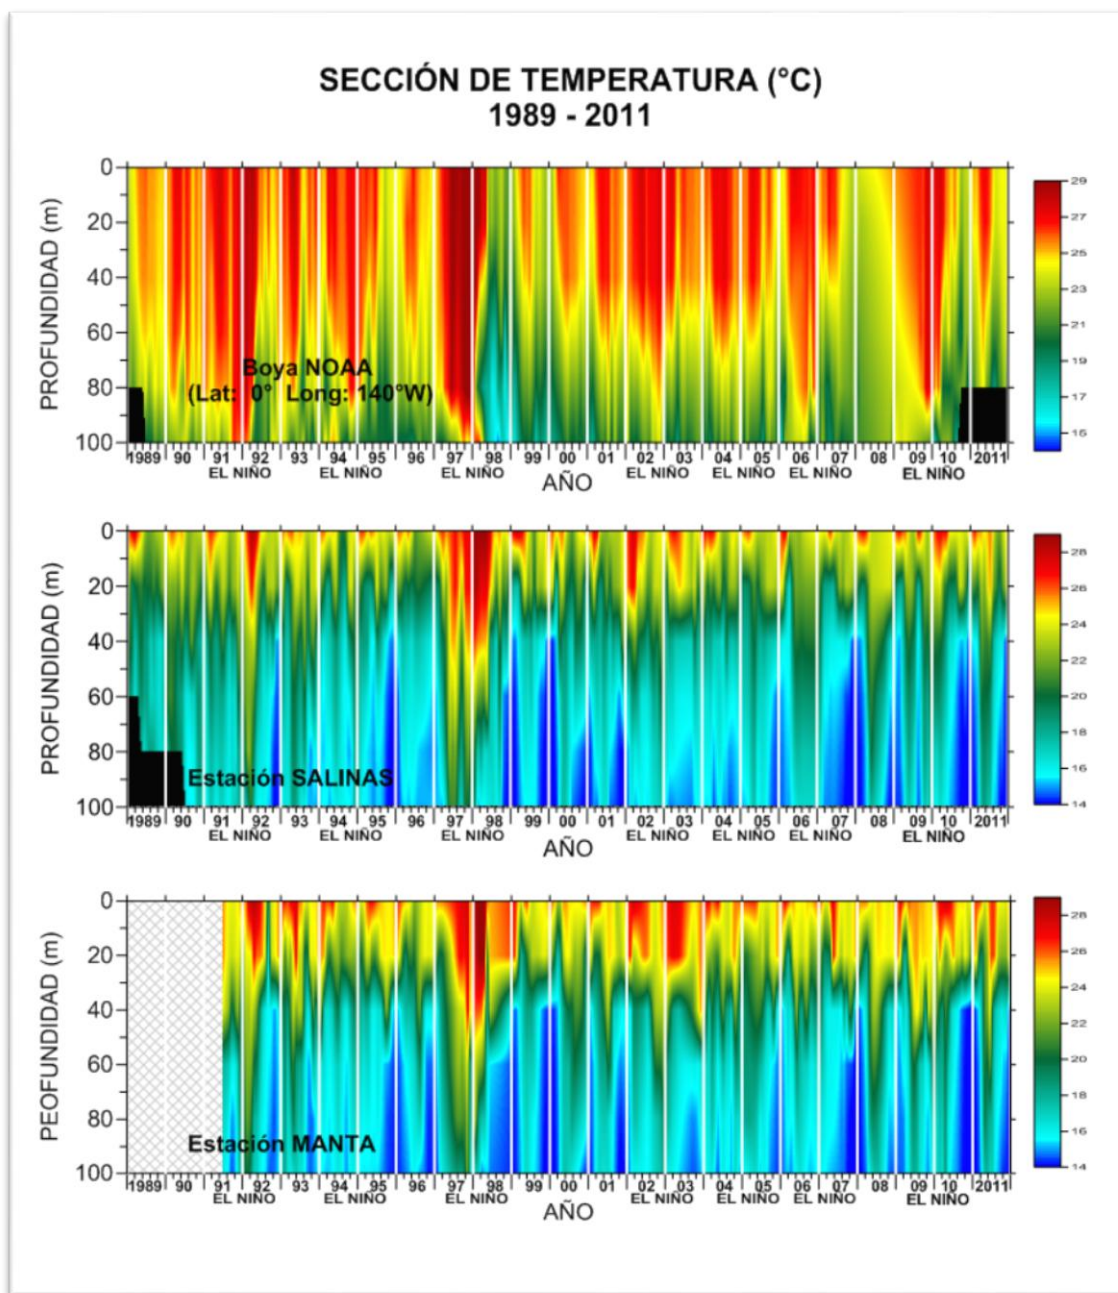 SECCIÓN DE TEMPERATURA (°C)
1989 - 2011
PROFUNDIDAD (m)
0
20
40
60
80
100
Boya NOAA
(Lat: 0° Long: 140°W)
29
27
25
23
21
19
17
15
1989 90 91 92 93 94 95 96 97 98 99 00 01 02 03 04 05 06 07 08 09 10 2011
EL NIÑO EL NIÑO EL NIÑO EL NIÑO EL NIÑO EL NIÑO
AÑO
PROFUNDIDAD (m)
0
20
40
60
80
100
Estación SALINAS
28
26
24
22
20
18
16
14
1989 90 91 92 93 94 95 96 97 98 99 00 01 02 03 04 05 06 07 08 09 10 2011
EL NIÑO EL NIÑO EL NIÑO EL NIÑO EL NIÑO EL NIÑO
AÑO
PEOFUNDIDAD (m)
0
20
40
60
80
100
Estación MANTA
28
26
24
22
20
18
16
14
1989 90 91 92 93 94 95 96 97 98 99 00 01 02 03 04 05 06 07 08 09 10 2011
EL NIÑO EL NIÑO EL NIÑO EL NIÑO EL NIÑO EL NIÑO
AÑO